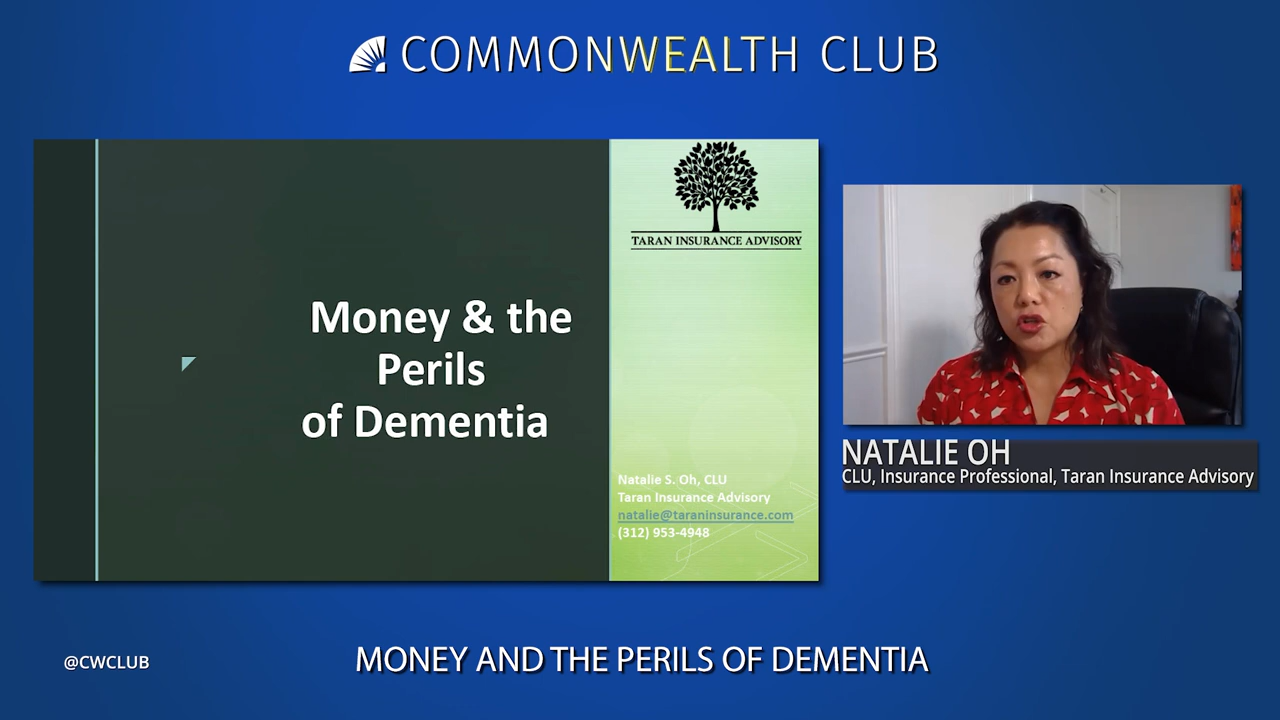 COMMONWEALTH CLUB
TARAN INSURANCE ADVISORY
Money & the
Perils
of Dementia
Natalie S. Oh, CLU
Taran Insurance Advisory
natalie@taraninsurance.com
(312) 953-4948
NATALIE OH
CLU, Insurance Professional, Taran Insurance Advisory
@CWCLUB
MONEY AND THE PERILS OF DEMENTIA